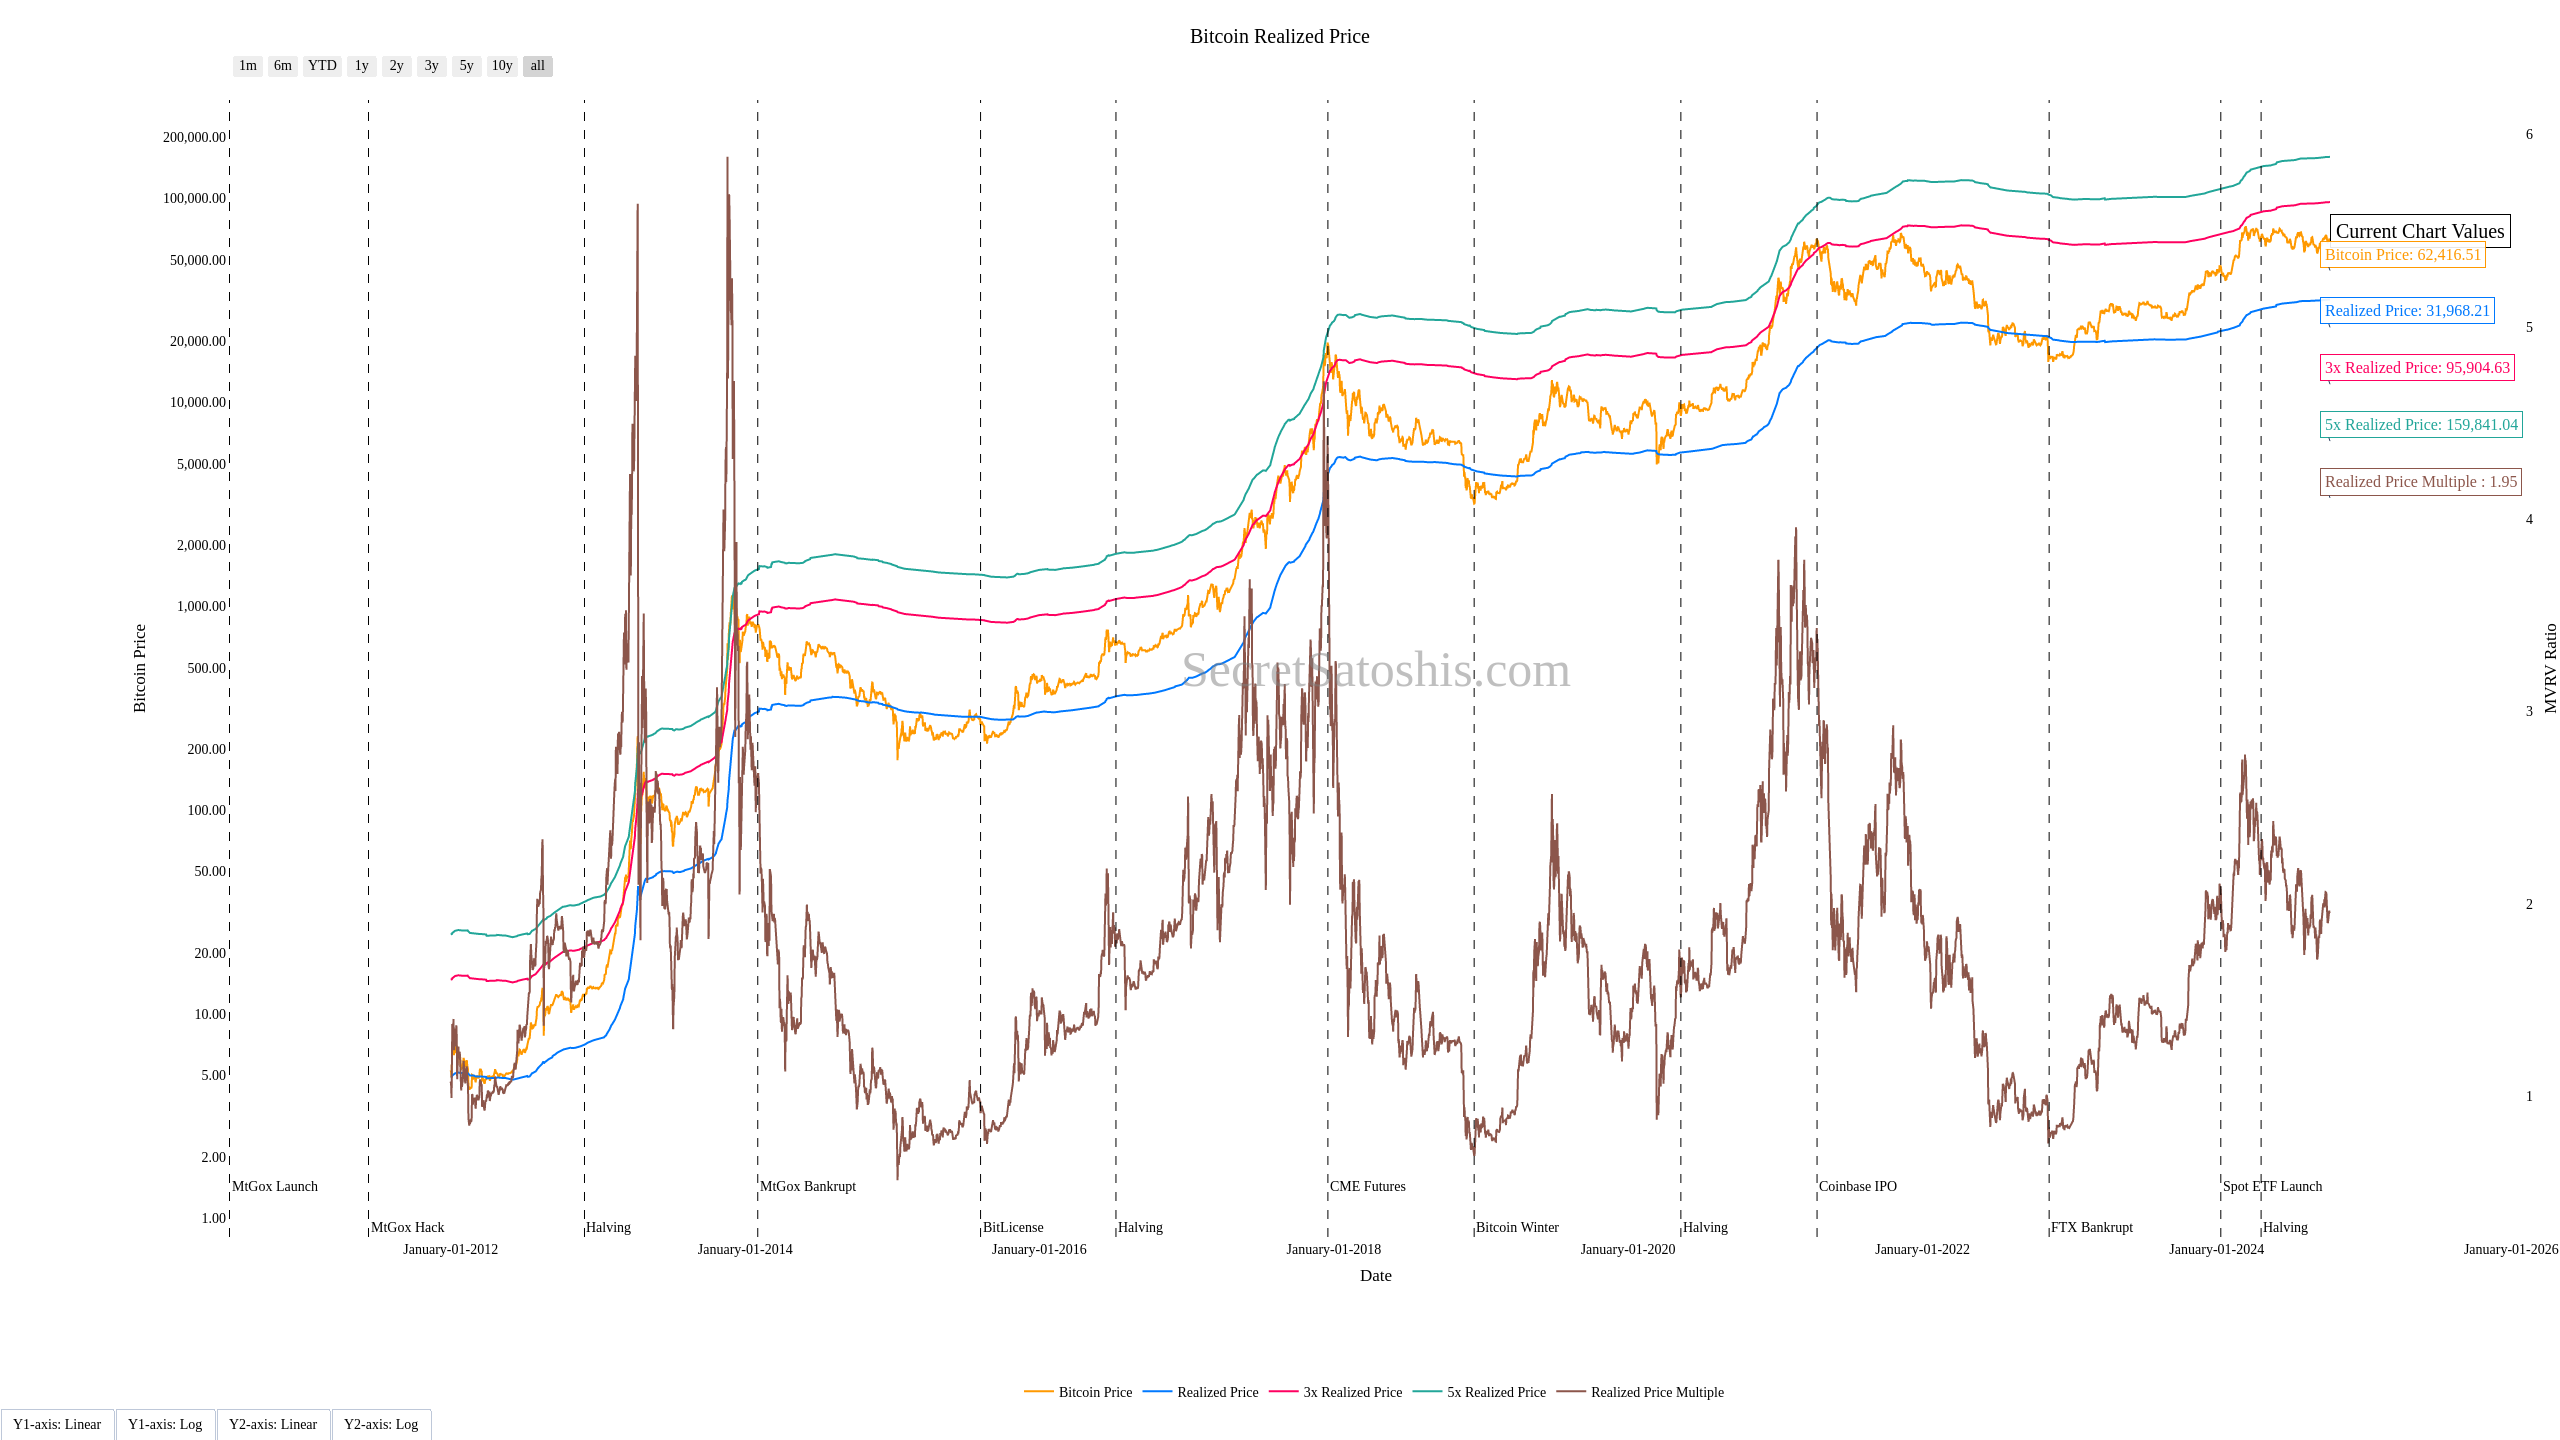 Bitcoin Realized Price
1m 6m YTD 1y 2y 3y 5y 10y all
200,000.00
100,000.00
50,000.00
20,000.00
10,000.00
5,000.00
2,000.00
1,000.00
500.00
200.00
100.00
50.00
20.00
10.00
5.00
2.00
1.00
Bitcoin Price
6
5
4
3
2
1
MVRV Ratio
Current Chart Values
Bitcoin Price: 62,416.51
Realized Price: 31,968.21
3x Realized Price: 95,904.63
5x Realized Price: 159,841.04
Realized Price Multiple : 1.95
SecretSatoshis.com
MtGox Launch
MtGox Bankrupt
CME Futures
Coinbase IPO
Spot ETF Launch
MtGox Hack
Halving
BitLicense
Halving
Bitcoin Winter
Halving
FTX Bankrupt
Halving
January-01-2012
January-01-2014
January-01-2016
January-01-2018
January-01-2020
January-01-2022
January-01-2024
January-01-2026
Date
Bitcoin Price
Realized Price
3x Realized Price
5x Realized Price
Realized Price Multiple
Y1-axis: Linear
Y1-axis: Log
Y2-axis: Linear
Y2-axis: Log